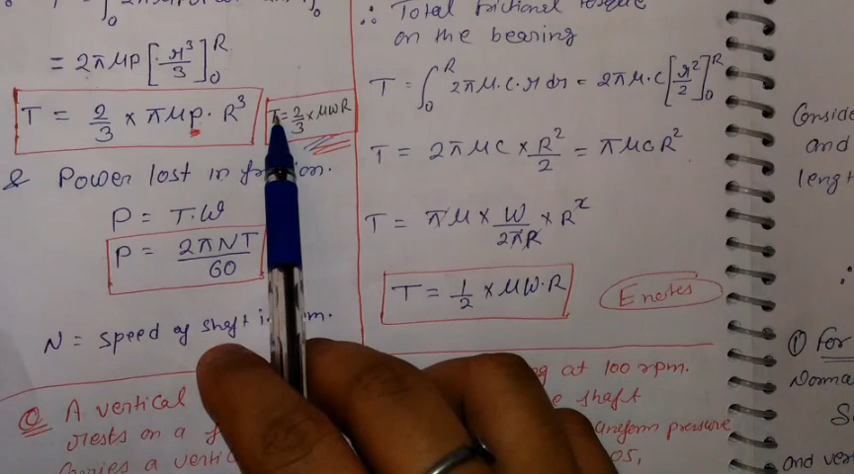 = 2πμp [r³/3]₀ᴿ
T = 2/3 × πμp · R³
T = 2/3 × μWR
& Power lost in friction.
P = T.ω
P = 2πNT/60
N = speed of shaft
Q A vertical
rests on a
carries a
∴ Total frictional torque
on the bearing
T = ∫₀ᴿ 2πμ.c.r dr = 2πμ.c [r²/2]₀ᴿ
T = 2πμc × R²/2 = πμcR²
T = πμ × W/2πR × R²
T = 1/2 × μW.R
Enotes
at 100 rpm.
shaft
uniform pressure
Conside
and
lengt
∴
① For
Norma
S
and ver